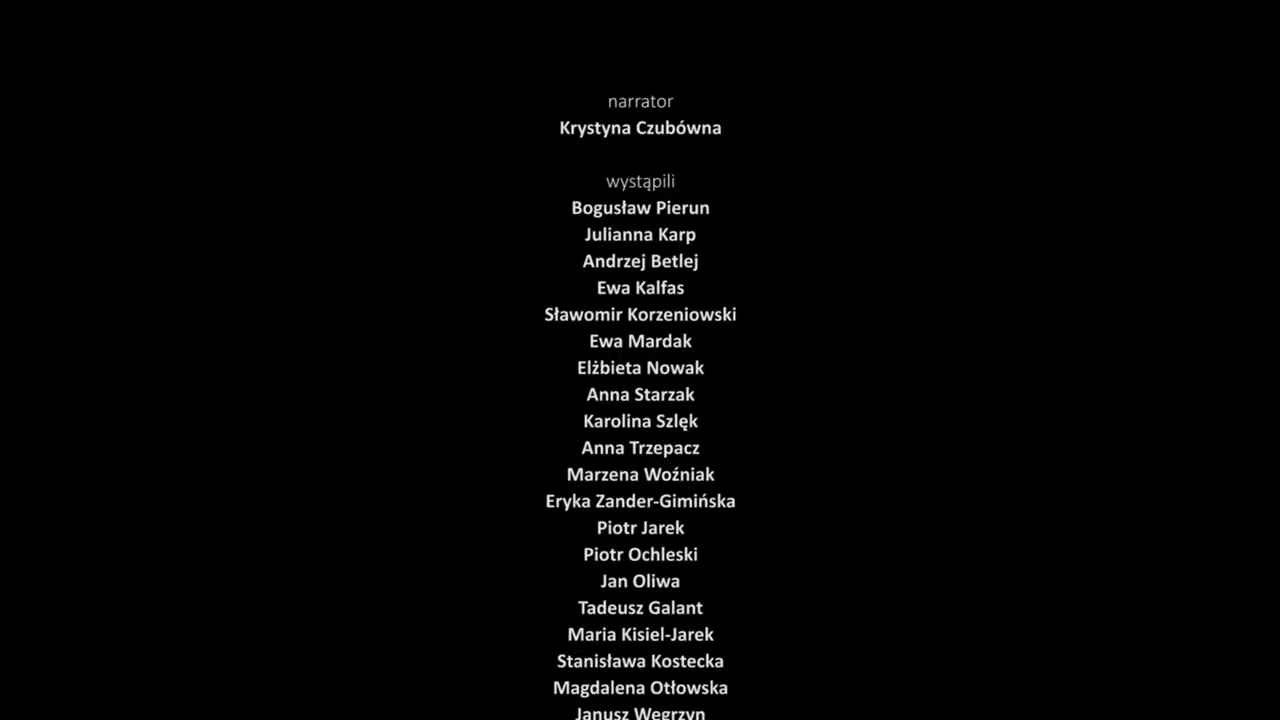 narrator
Krystyna Czubówna
wystąpili
Bogusław Pierun
Julianna Karp
Andrzej Betlej
Ewa Kalfas
Sławomir Korzeniowski
Ewa Mardak
Elżbieta Nowak
Anna Starzak
Karolina Szlęk
Anna Trzepacz
Marzena Woźniak
Eryka Zander-Gimińska
Piotr Jarek
Piotr Ochleski
Jan Oliwa
Tadeusz Galant
Maria Kisiel-Jarek
Stanisława Kostecka
Magdalena Otłowska
Janusz Węgrzyn